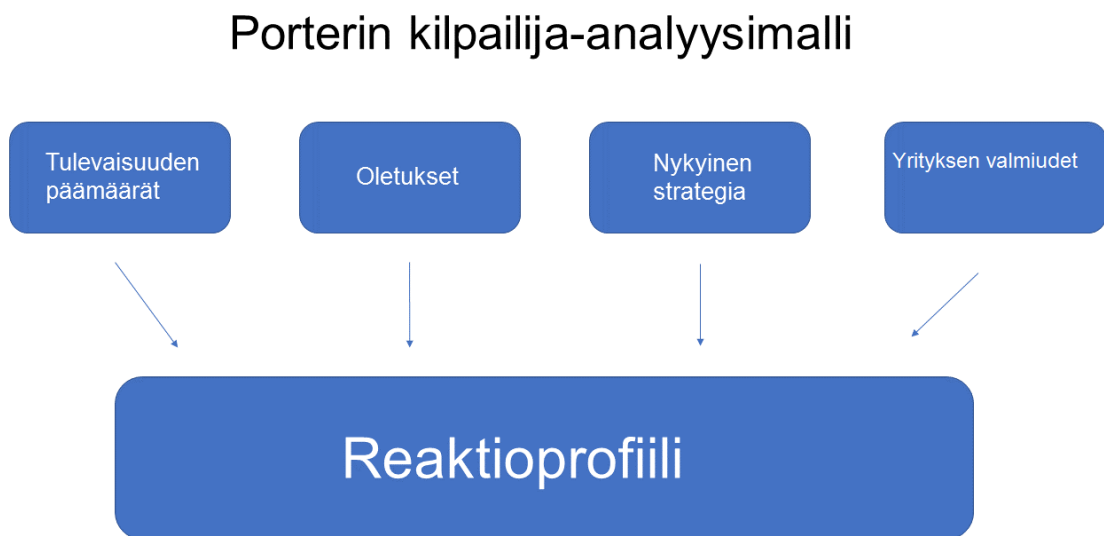 Porterin kilpailija-analyysimalli
Tulevaisuuden
päämäärät
Oletukset
Nykyinen
strategia
Yrityksen valmiudet
Reaktioprofiili